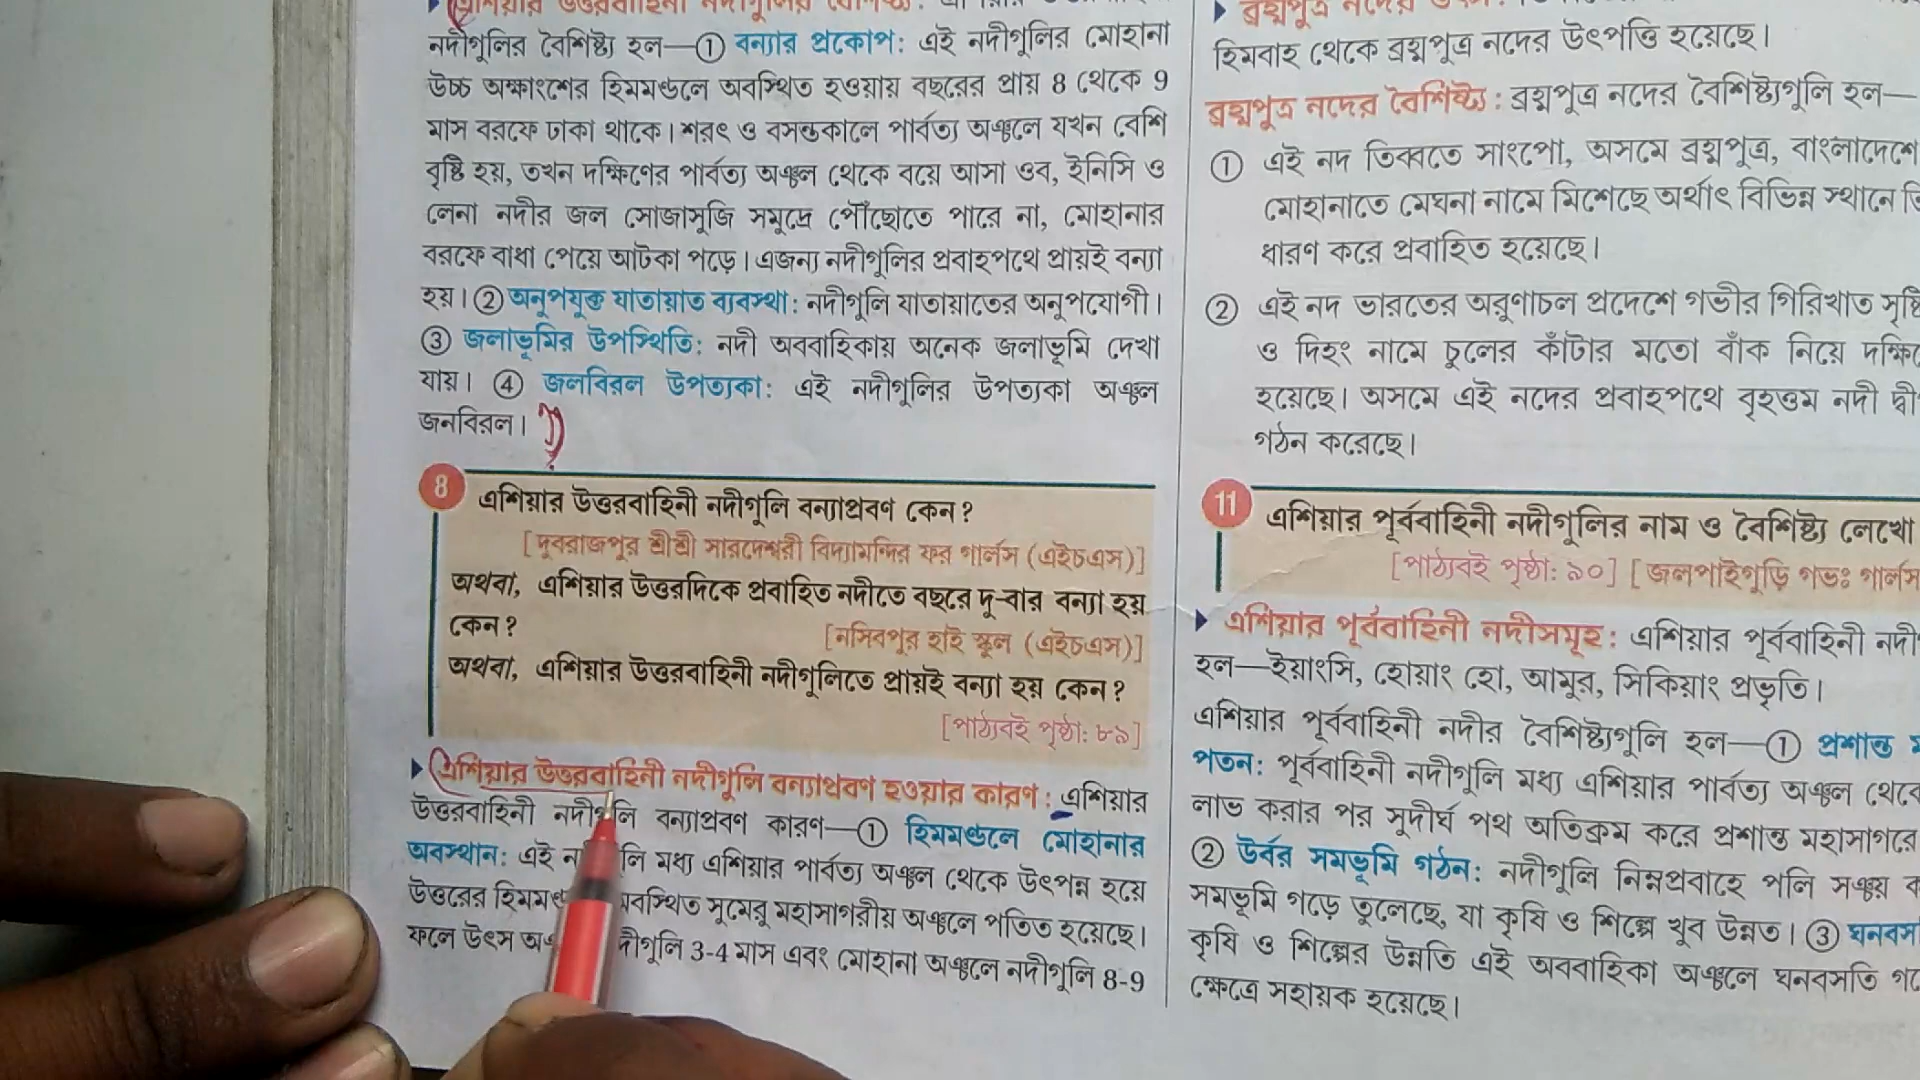 নদীগুলির বৈশিষ্ট্য হল—① বন্যার প্রকোপ: এই নদীগুলির মোহানা
উচ্চ অক্ষাংশের হিমমণ্ডলে অবস্থিত হওয়ায় বছরের প্রায় 8 থেকে 9
মাস বরফে ঢাকা থাকে। শরৎ ও বসন্তকালে পার্বত্য অঞ্চলে যখন বেশি
বৃষ্টি হয়, তখন দক্ষিণের পার্বত্য অঞ্চল থেকে বয়ে আসা ওব, ইনিসি ও
লেনা নদীর জল সোজাসুজি সমুদ্রে পৌঁছোতে পারে না, মোহানার
বরফে বাধা পেয়ে আটকা পড়ে। এজন্য নদীগুলির প্রবাহপথে প্রায়ই বন্যা
হয়। ② অনুপযুক্ত যাতায়াত ব্যবস্থা: নদীগুলি যাতায়াতের অনুপযোগী।
③ জলাভূমির উপস্থিতি: নদী অববাহিকায় অনেক জলাভূমি দেখা
যায়। ④ জলবিরল উপত্যকা: এই নদীগুলির উপত্যকা অঞ্চল
জনবিরল।
8 এশিয়ার উত্তরবাহিনী নদীগুলি বন্যাপ্রবণ কেন?
[দুবরাজপুর শ্রীশ্রী সারদেশ্বরী বিদ্যামন্দির ফর গার্লস (এইচএস)]
অথবা, এশিয়ার উত্তরদিকে প্রবাহিত নদীতে বছরে দু-বার বন্যা হয়
কেন? [নসিবপুর হাই স্কুল (এইচএস)]
অথবা, এশিয়ার উত্তরবাহিনী নদীগুলিতে প্রায়ই বন্যা হয় কেন?
[পাঠ্যবই পৃষ্ঠা: ৮৯]
▶ এশিয়ার উত্তরবাহিনী নদীগুলি বন্যাপ্রবণ হওয়ার কারণ: এশিয়ার
উত্তরবাহিনী নদীগুলি বন্যাপ্রবণ কারণ—① হিমমণ্ডলে মোহানার
অবস্থান: এই মধ্য এশিয়ার পার্বত্য অঞ্চল থেকে উৎপন্ন হয়ে
উত্তরের অবস্থিত সুমেরু মহাসাগরীয় অঞ্চলে পতিত হয়েছে।
ফলে উৎস 3-4 মাস এবং মোহানা অঞ্চলে নদীগুলি 8-9
হিমবাহ থেকে ব্রহ্মপুত্র নদের উৎপত্তি হয়েছে।
ব্রহ্মপুত্র নদের বৈশিষ্ট্য: ব্রহ্মপুত্র নদের বৈশিষ্ট্যগুলি হল—
① এই নদ তিব্বতে সাংপো, অসমে ব্রহ্মপুত্র, বাংলাদেশে
মোহানাতে মেঘনা নামে মিশেছে অর্থাৎ বিভিন্ন স্থানে
ধারণ করে প্রবাহিত হয়েছে।
② এই নদ ভারতের অরুণাচল প্রদেশে গভীর গিরিখাত
ও দিহং নামে চুলের কাঁটার মতো বাঁক নিয়ে
হয়েছে। অসমে এই নদের প্রবাহপথে বৃহত্তম নদী
গঠন করেছে।
11 এশিয়ার পূর্ববাহিনী নদীগুলির নাম ও বৈশিষ্ট্য লেখো
[পাঠ্যবই পৃষ্ঠা: ৯০] [জলপাইগুড়ি গভঃ গার্লস
▶ এশিয়ার পূর্ববাহিনী নদীসমূহ: এশিয়ার পূর্ববাহিনী নদী
হল—ইয়াংসি, হোয়াং হো, আমুর, সিকিয়াং প্রভৃতি।
এশিয়ার পূর্ববাহিনী নদীর বৈশিষ্ট্যগুলি হল—① প্রশান্ত
পতন: পূর্ববাহিনী নদীগুলি মধ্য এশিয়ার পার্বত্য অঞ্চল
লাভ করার পর সুদীর্ঘ পথ অতিক্রম করে প্রশান্ত মহাসাগরে
② উর্বর সমভূমি গঠন: নদীগুলি নিম্নপ্রবাহে পলি সঞ্চয়
সমভূমি গড়ে তুলেছে, যা কৃষি ও শিল্পে খুব উন্নত। ③
কৃষি ও শিল্পের উন্নতি এই অববাহিকা অঞ্চলে ঘনবসতি
ক্ষেত্রে সহায়ক হয়েছে।